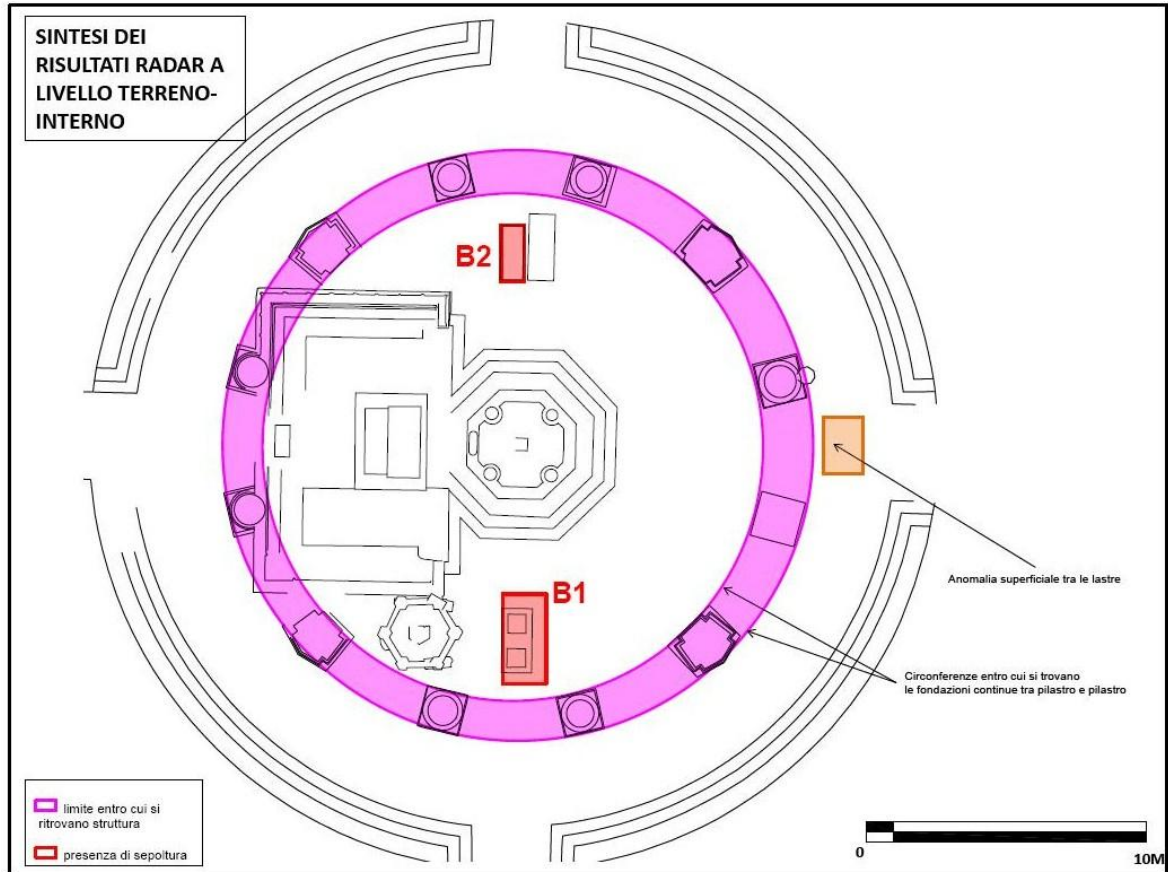 SINTESI DEI
RISULTATI RADAR A
LIVELLO TERRENO-
INTERNO
B2
B1
Anomalia superficiale tra le lastre
Circonferenze entro cui si trovano
le fondazioni continue tra pilastro e pilastro
limite entro cui si
ritrovano struttura
presenza di sepoltura
0
10M